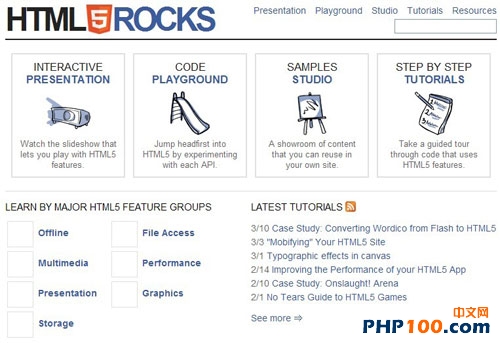 HTML5ROCKS
Presentation Playground Studio Tutorials Resources
INTERACTIVE
PRESENTATION
Watch the slideshow that
lets you play with HTML5
features.
CODE
PLAYGROUND
Jump headfirst into
HTML5 by experimenting
with each API.
SAMPLES
STUDIO
A showroom of content
that you can reuse in
your own site.
STEP BY STEP
TUTORIALS
Take a guided tour
through code that uses
HTML5 features.
LEARN BY MAJOR HTML5 FEATURE GROUPS
Offline
File Access
Multimedia
Performance
Presentation
Graphics
Storage
LATEST TUTORIALS
3/10 Case Study: Converting Wordico from Flash to HTML5
3/3 "Mobifying" Your HTML5 Site
3/1 Typographic effects in canvas
2/14 Improving the Performance of your HTML5 App
2/10 Case Study: Onslaught! Arena
2/1 No Tears Guide to HTML5 Games
See more ⇒
中文网
PHP100.com